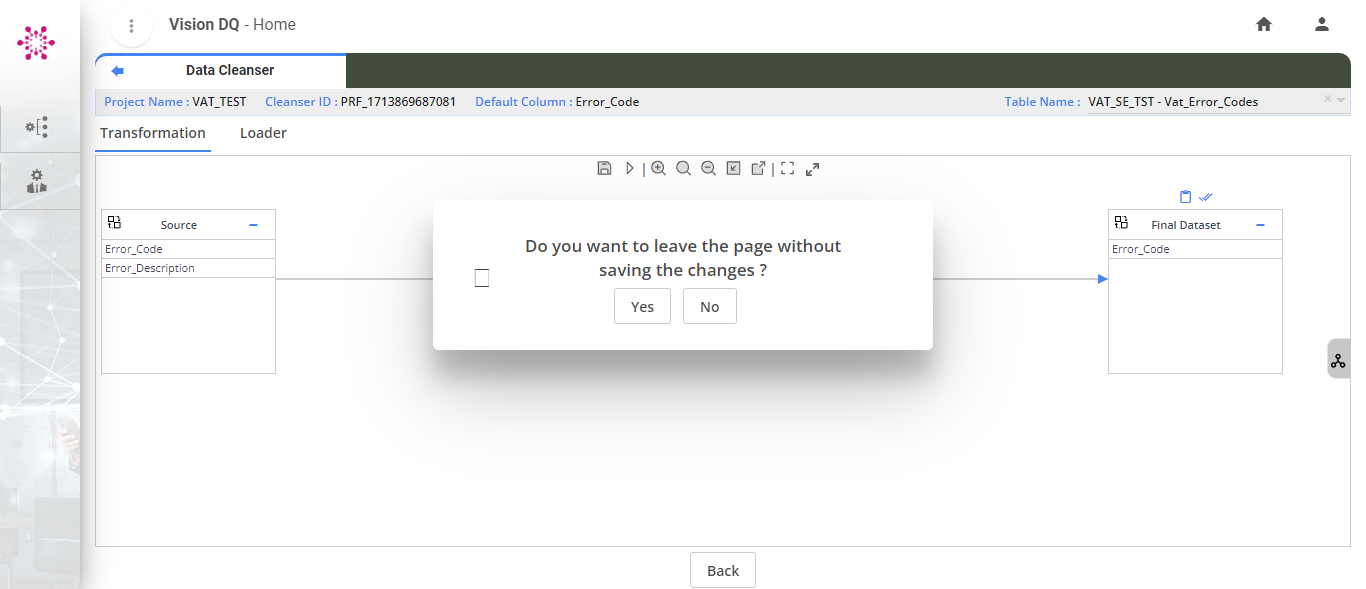 Vision DQ - Home
Data Cleanser
Project Name : VAT_TEST Cleanser ID : PRF_1713869687081 Default Column : Error_Code Table Name : VAT_SE_TST - Vat_Error_Codes
Transformation Loader
Source
Error_Code
Error_Description
Do you want to leave the page without
saving the changes ?
Yes No
Final Dataset
Error_Code
Back